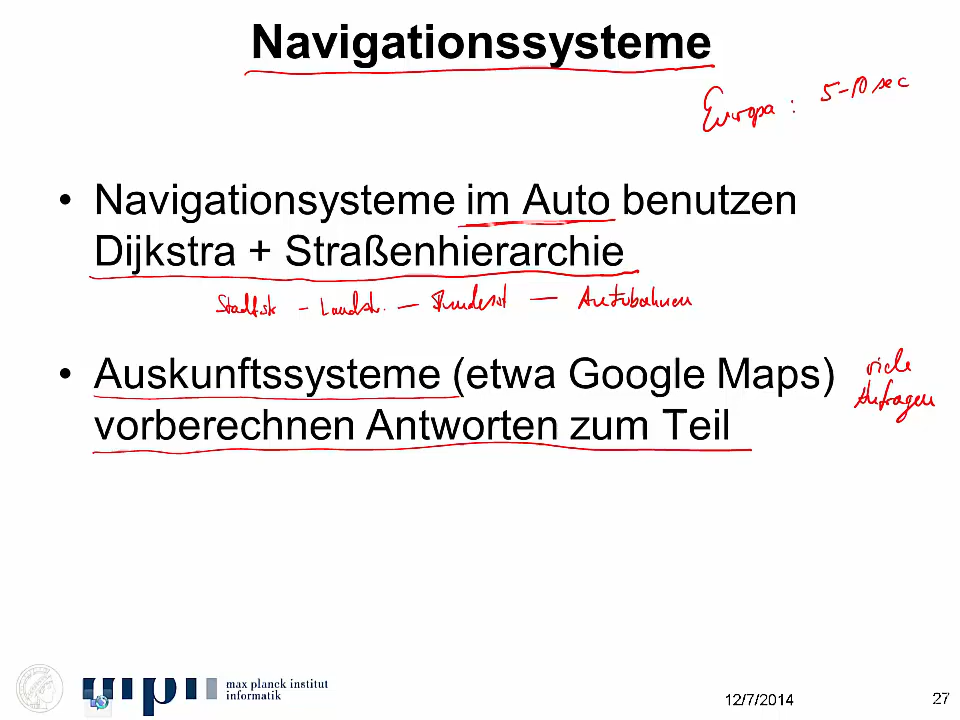 Navigationssysteme
Europa : 5-10 sec
• Navigationsysteme im Auto benutzen
Dijkstra + Straßenhierarchie
Stadtstr - Landstr. — Bundesst — Autobahnen
• Auskunftssysteme (etwa Google Maps)
viele
vorberechnen Antworten zum Teil
Anfragen
max planck institut
informatik
12/7/2014
27